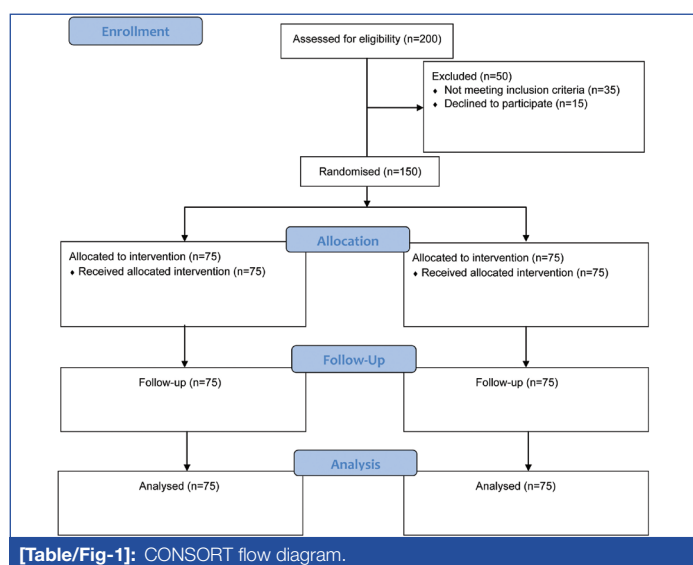 Enrollment
Assessed for eligibility (n=200)
Excluded (n=50)
♦ Not meeting inclusion criteria (n=35)
♦ Declined to participate (n=15)
Randomised (n=150)
Allocation
Allocated to intervention (n=75)
♦ Received allocated intervention (n=75)
Allocated to intervention (n=75)
♦ Received allocated intervention (n=75)
Follow-Up
Follow-up (n=75)
Follow-up (n=75)
Analysis
Analysed (n=75)
Analysed (n=75)
[Table/Fig-1]: CONSORT flow diagram.